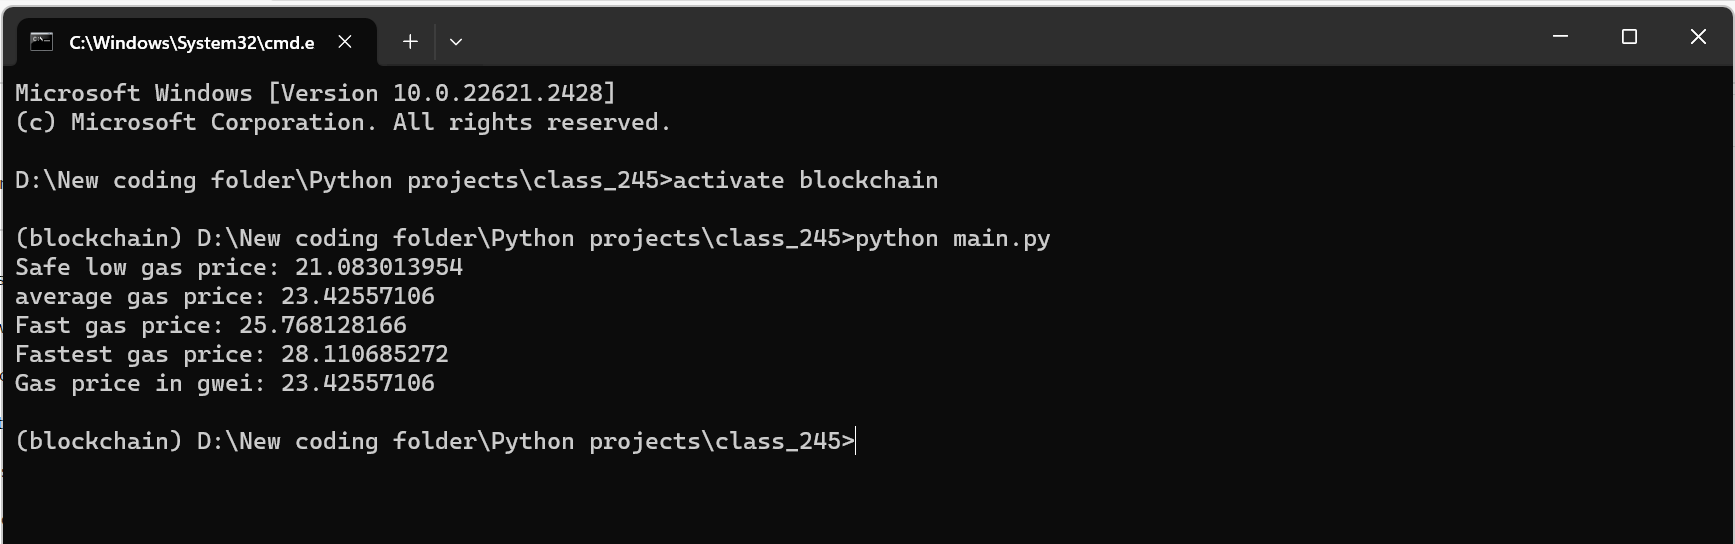 C:\Windows\System32\cmd.e
Microsoft Windows [Version 10.0.22621.2428]
(c) Microsoft Corporation. All rights reserved.
D:\New coding folder\Python projects\class_245>activate blockchain
(blockchain) D:\New coding folder\Python projects\class_245>python main.py
Safe low gas price: 21.083013954
average gas price: 23.42557106
Fast gas price: 25.768128166
Fastest gas price: 28.110685272
Gas price in gwei: 23.42557106
(blockchain) D:\New coding folder\Python projects\class_245>